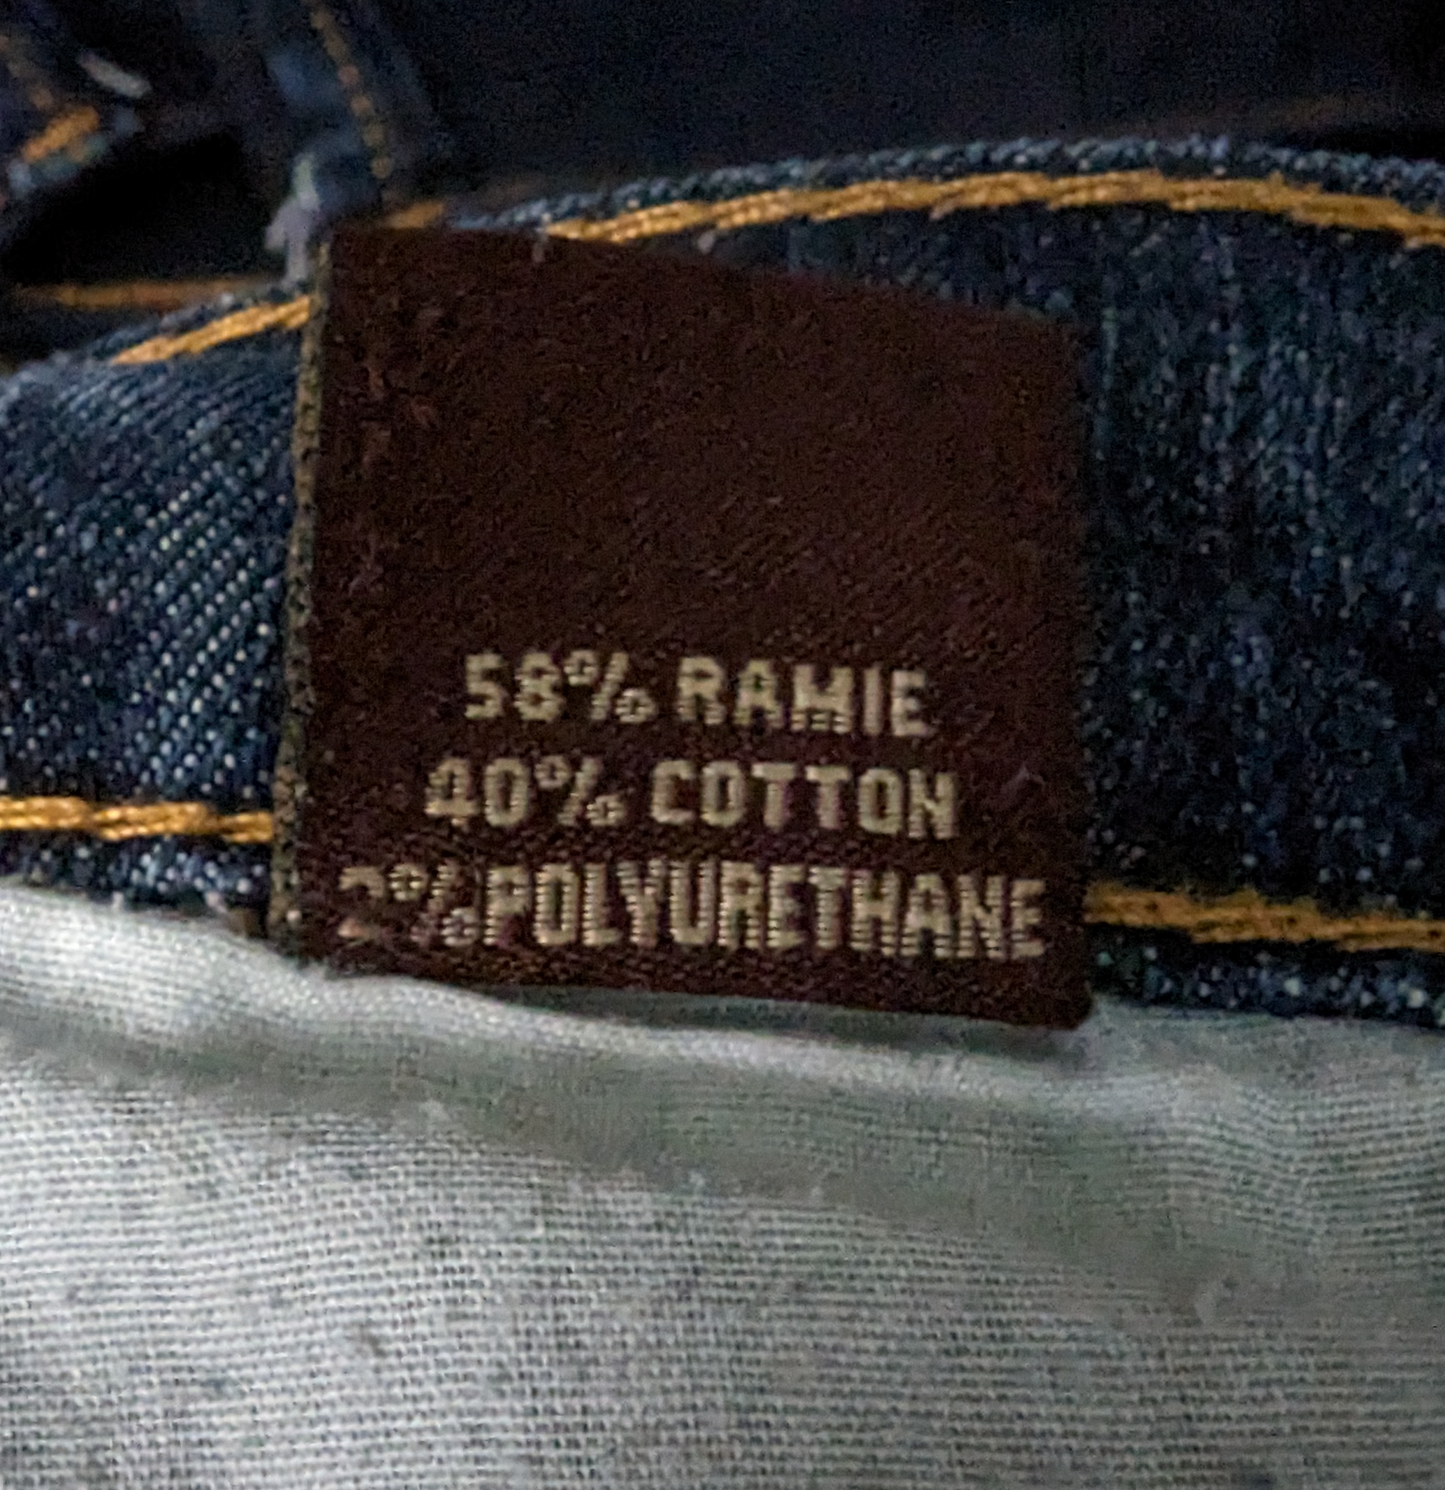 58% RAMIE
40% COTTON
2%POLYURETHANE